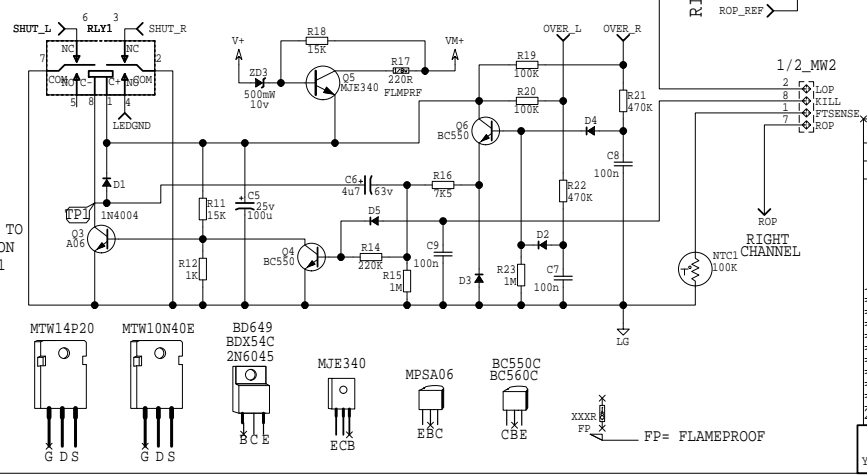 6 3
SHUT_L RLY1 SHUT_R
NC NC
7 2
COM NO C- C+ NO COM
5 8 1 4
LEDGND
V+
ZD3
500mW
10v
R18
15K
Q5
MJE340
R17
220R
FLMPRF
VM+
OVER_L OVER_R
R19
100K
R20
100K
Q6
BC550
D4
R21
470K
C8
100n
R22
470K
ROP_REF
1/2_MW2
2 LOP
8 KILL
1 FTSENSE
7 ROP
D1
1N4004
TP1
TO
ON
1
Q3
A06
R11
15K
R12
1K
C5
25v
100u
C6
4u7 63v
R16
7K5
D5
Q4
BC550
R14
220K
R15
1M
C9
100n
D3
R23
1M
D2
C7
100n
ROP
RIGHT
CHANNEL
NTC1
100K
T°
LG
MTW14P20
G D S
MTW10N40E
G D S
BD649
BDX54C
2N6045
B C E
MJE340
ECB
MPSA06
EBC
BC550C
BC560C
CBE
XXXR
FP
FP= FLAMEPROOF